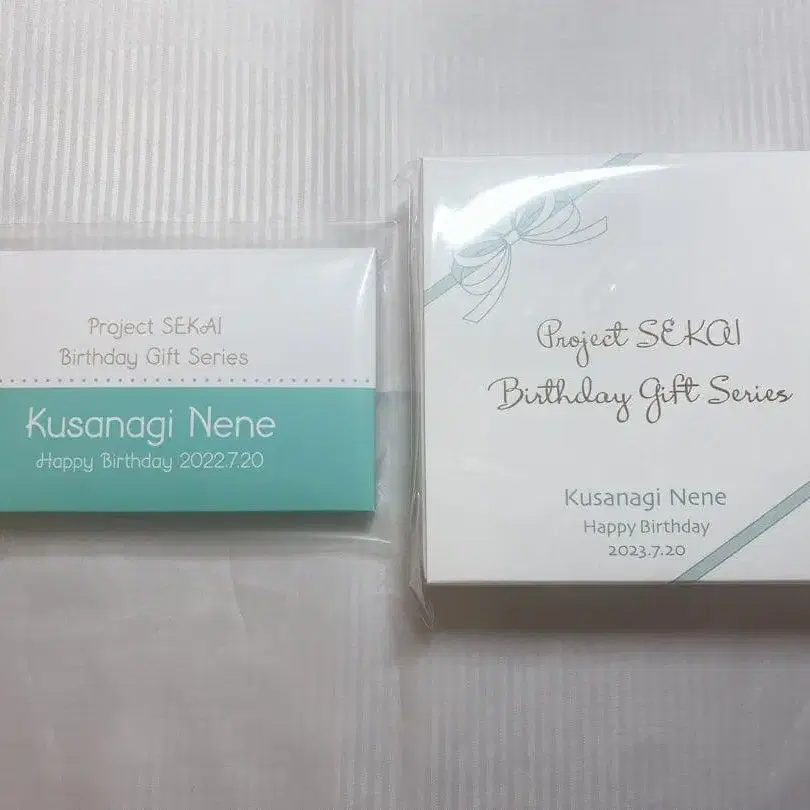 Project SEKAI
Birthday Gift Series
Kusanagi Nene
Happy Birthday 2022.7.20
Project SEKAI
Birthday Gift Series
Kusanagi Nene
Happy Birthday
2023.7.20